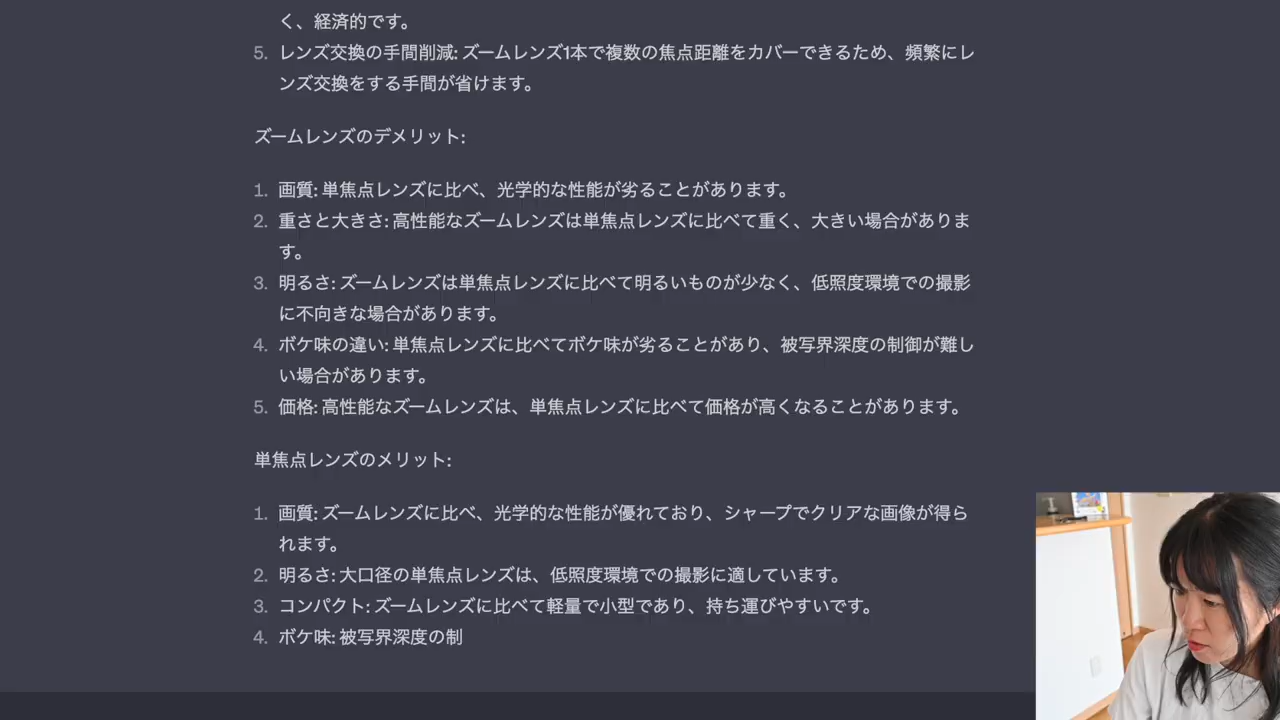 く、経済的です。
5. レンズ交換の手間削減: ズームレンズ1本で複数の焦点距離をカバーできるため、頻繁にレ
ンズ交換をする手間が省けます。
ズームレンズのデメリット:
1. 画質: 単焦点レンズに比べ、光学的な性能が劣ることがあります。
2. 重さと大きさ: 高性能なズームレンズは単焦点レンズに比べて重く、大きい場合がありま
す。
3. 明るさ: ズームレンズは単焦点レンズに比べて明るいものが少なく、低照度環境での撮影
に不向きな場合があります。
4. ボケ味の違い: 単焦点レンズに比べてボケ味が劣ることがあり、被写界深度の制御が難し
い場合があります。
5. 価格: 高性能なズームレンズは、単焦点レンズに比べて価格が高くなることがあります。
単焦点レンズのメリット:
1. 画質: ズームレンズに比べ、光学的な性能が優れており、シャープでクリアな画像が得ら
れます。
2. 明るさ: 大口径の単焦点レンズは、低照度環境での撮影に適しています。
3. コンパクト: ズームレンズに比べて軽量で小型であり、持ち運びやすいです。
4. ボケ味: 被写界深度の制